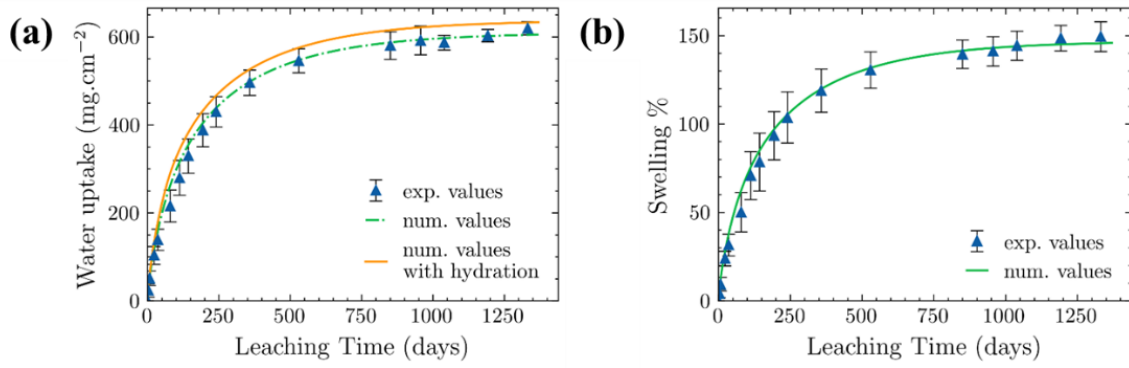 (a)
Water uptake (mg.cm−2)
600
400
200
0
exp. values
num. values
num. values
with hydration
0 250 500 750 1000 1250
Leaching Time (days)
(b)
Swelling %
150
100
50
0
exp. values
num. values
0 250 500 750 1000 1250
Leaching Time (days)